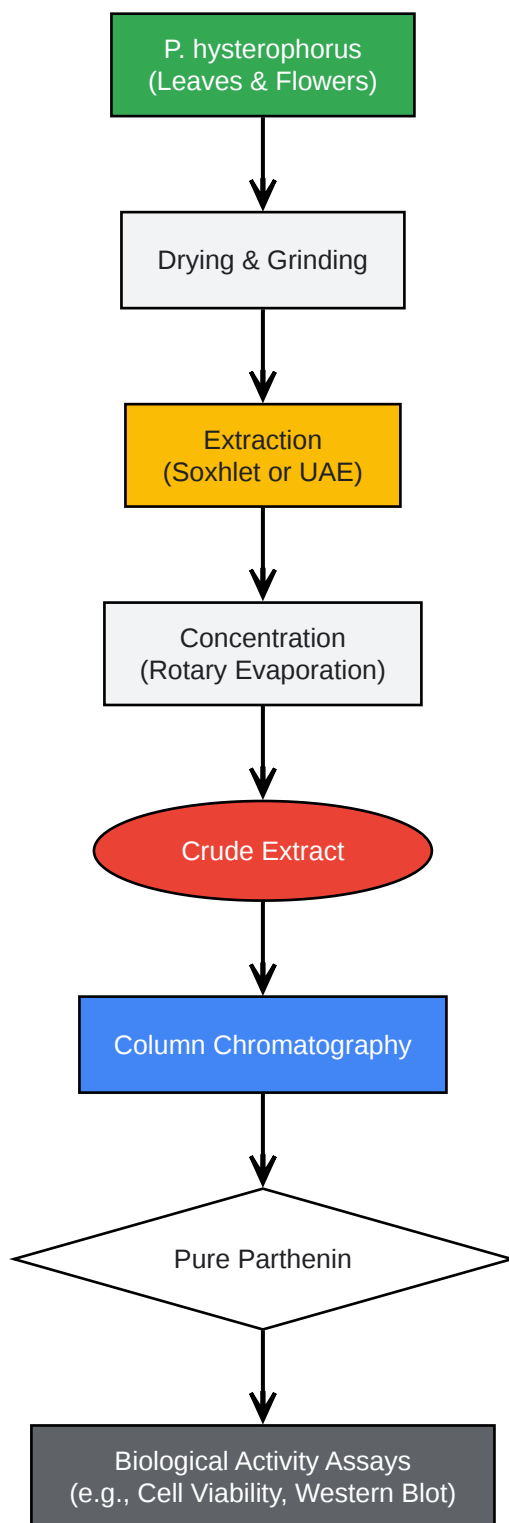 P. hysterophorus
(Leaves & Flowers)
Drying & Grinding
Extraction
(Soxhlet or UAE)
Concentration
(Rotary Evaporation)
Crude Extract
Column Chromatography
Pure Parthenin
Biological Activity Assays
(e.g., Cell Viability, Western Blot)